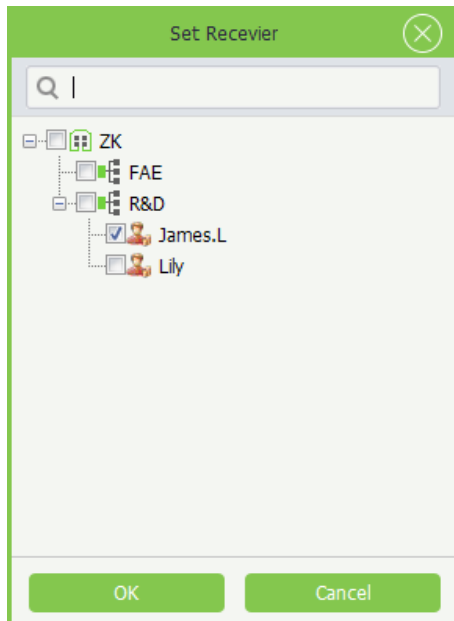 Set Recevier
ZK
FAE
R&D
James.L
Lily
OK
Cancel